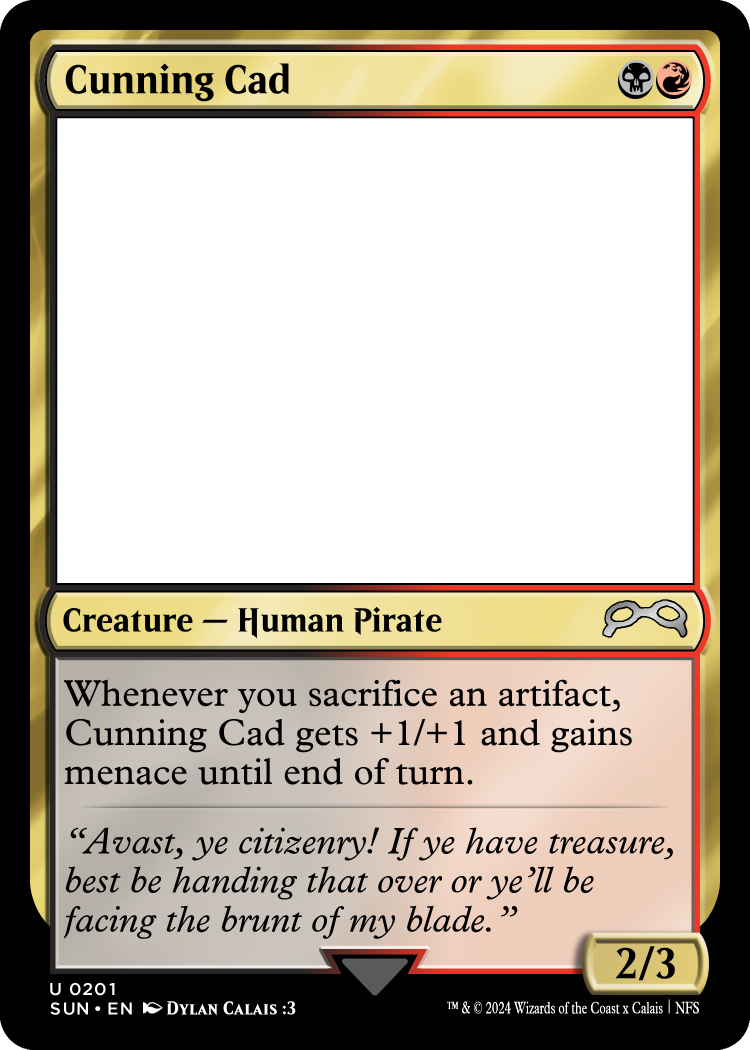 Cunning Cad
Creature — Human Pirate
Whenever you sacrifice an artifact,
Cunning Cad gets +1/+1 and gains
menace until end of turn.
“Avast, ye citizenry! If ye have treasure,
best be handing that over or ye’ll be
facing the brunt of my blade.”
2/3
U 0201
SUN • EN DYLAN CALAIS :3
™ & © 2024 Wizards of the Coast x Calais | NFS